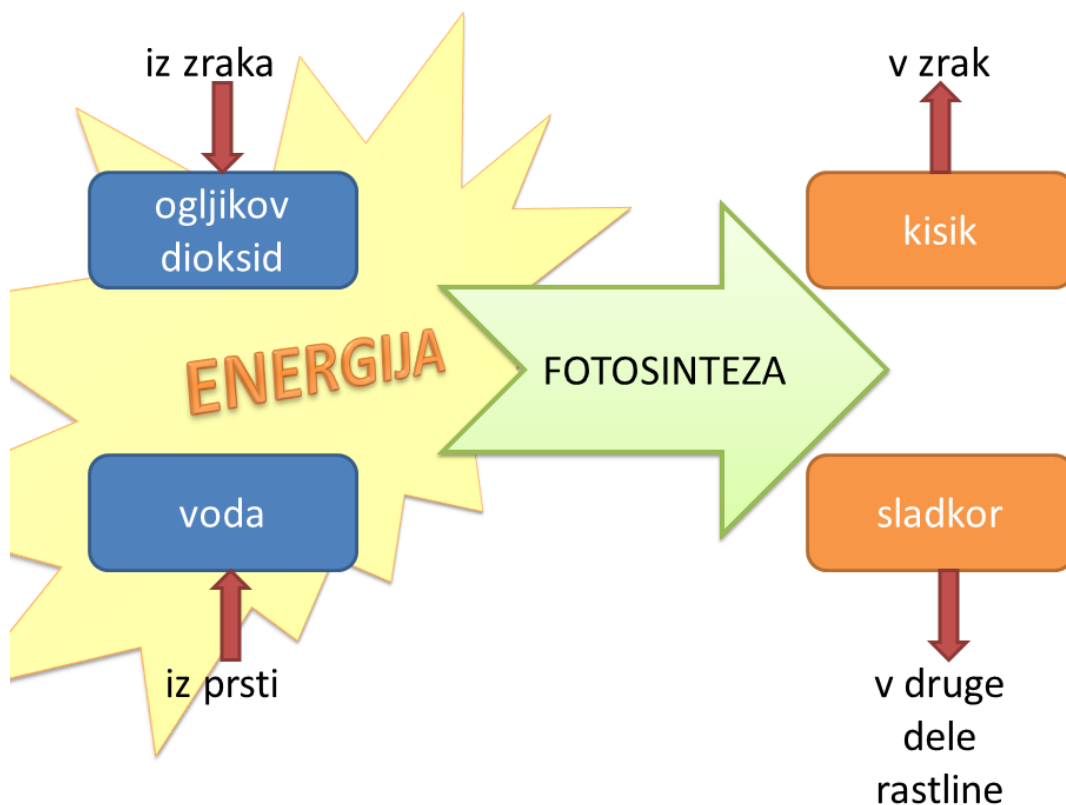 iz zraka
ogljikov
dioksid
ENERGIJA
voda
iz prsti
FOTOSINTEZA
v zrak
kisik
sladkor
v druge
dele
rastline